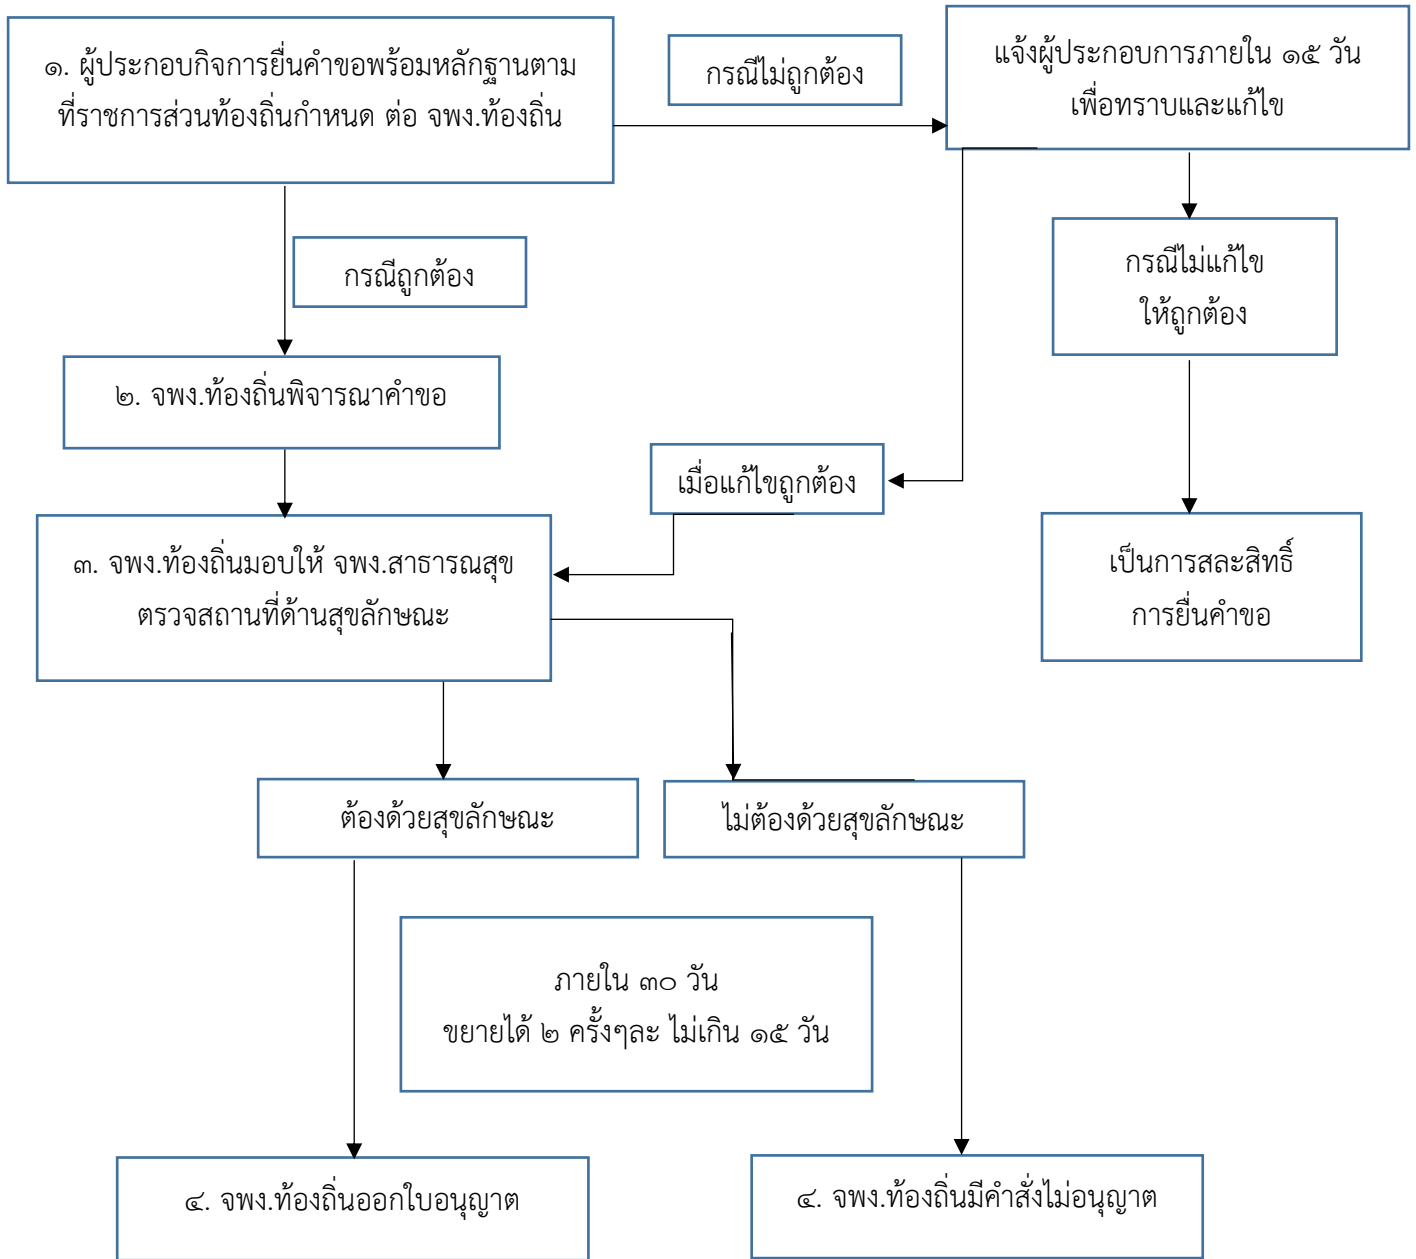 ๑. ผู้ประกอบกิจการยื่นคำขอพร้อมหลักฐานตาม
ที่ราชการส่วนท้องถิ่นกำหนด ต่อ จพง.ท้องถิ่น
กรณีไม่ถูกต้อง
แจ้งผู้ประกอบการภายใน ๑๕ วัน
เพื่อทราบและแก้ไข
กรณีถูกต้อง
กรณีไม่แก้ไข
ให้ถูกต้อง
๒. จพง.ท้องถิ่นพิจารณาคำขอ
เมื่อแก้ไขถูกต้อง
๓. จพง.ท้องถิ่นมอบให้ จพง.สาธารณสุข
ตรวจสถานที่ด้านสุขลักษณะ
เป็นการสละสิทธิ์
การยื่นคำขอ
ต้องด้วยสุขลักษณะ
ไม่ต้องด้วยสุขลักษณะ
ภายใน ๓๐ วัน
ขยายได้ ๒ ครั้งๆละ ไม่เกิน ๑๕ วัน
๔. จพง.ท้องถิ่นออกใบอนุญาต
๔. จพง.ท้องถิ่นมีคำสั่งไม่อนุญาต